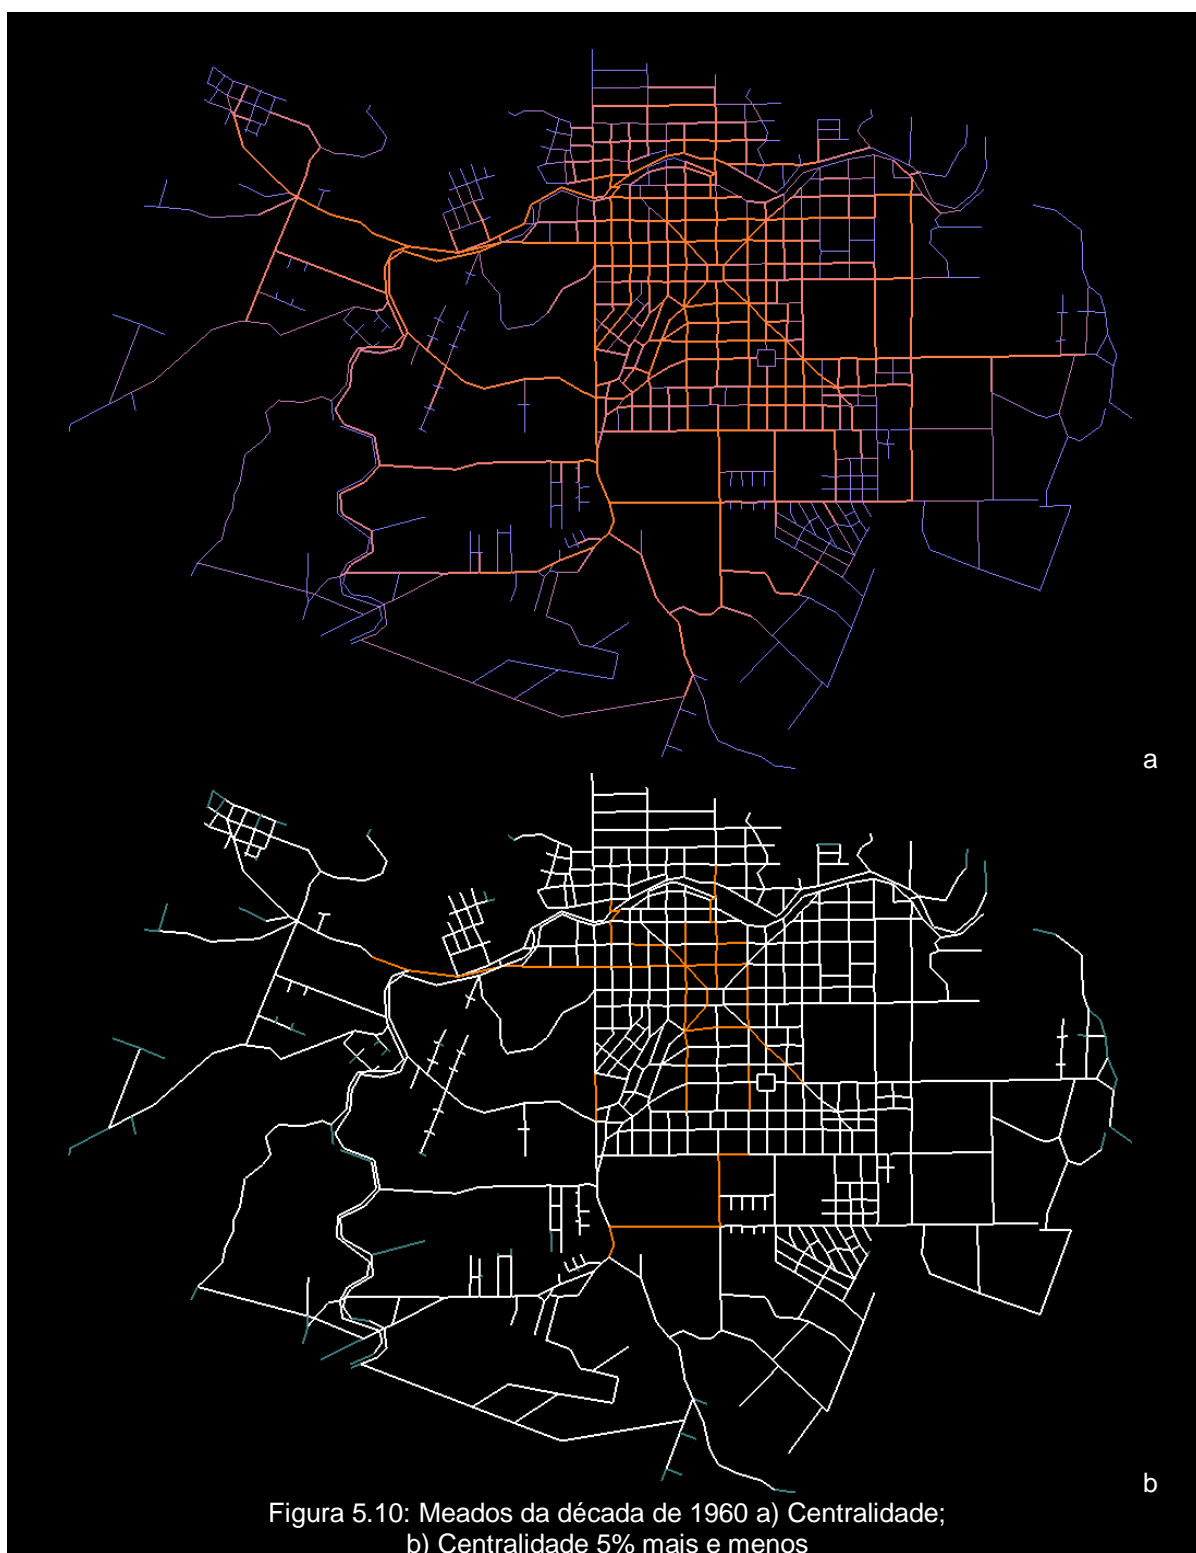 a
b
Figura 5.10: Meados da década de 1960 a) Centralidade;
b) Centralidade 5% mais e menos